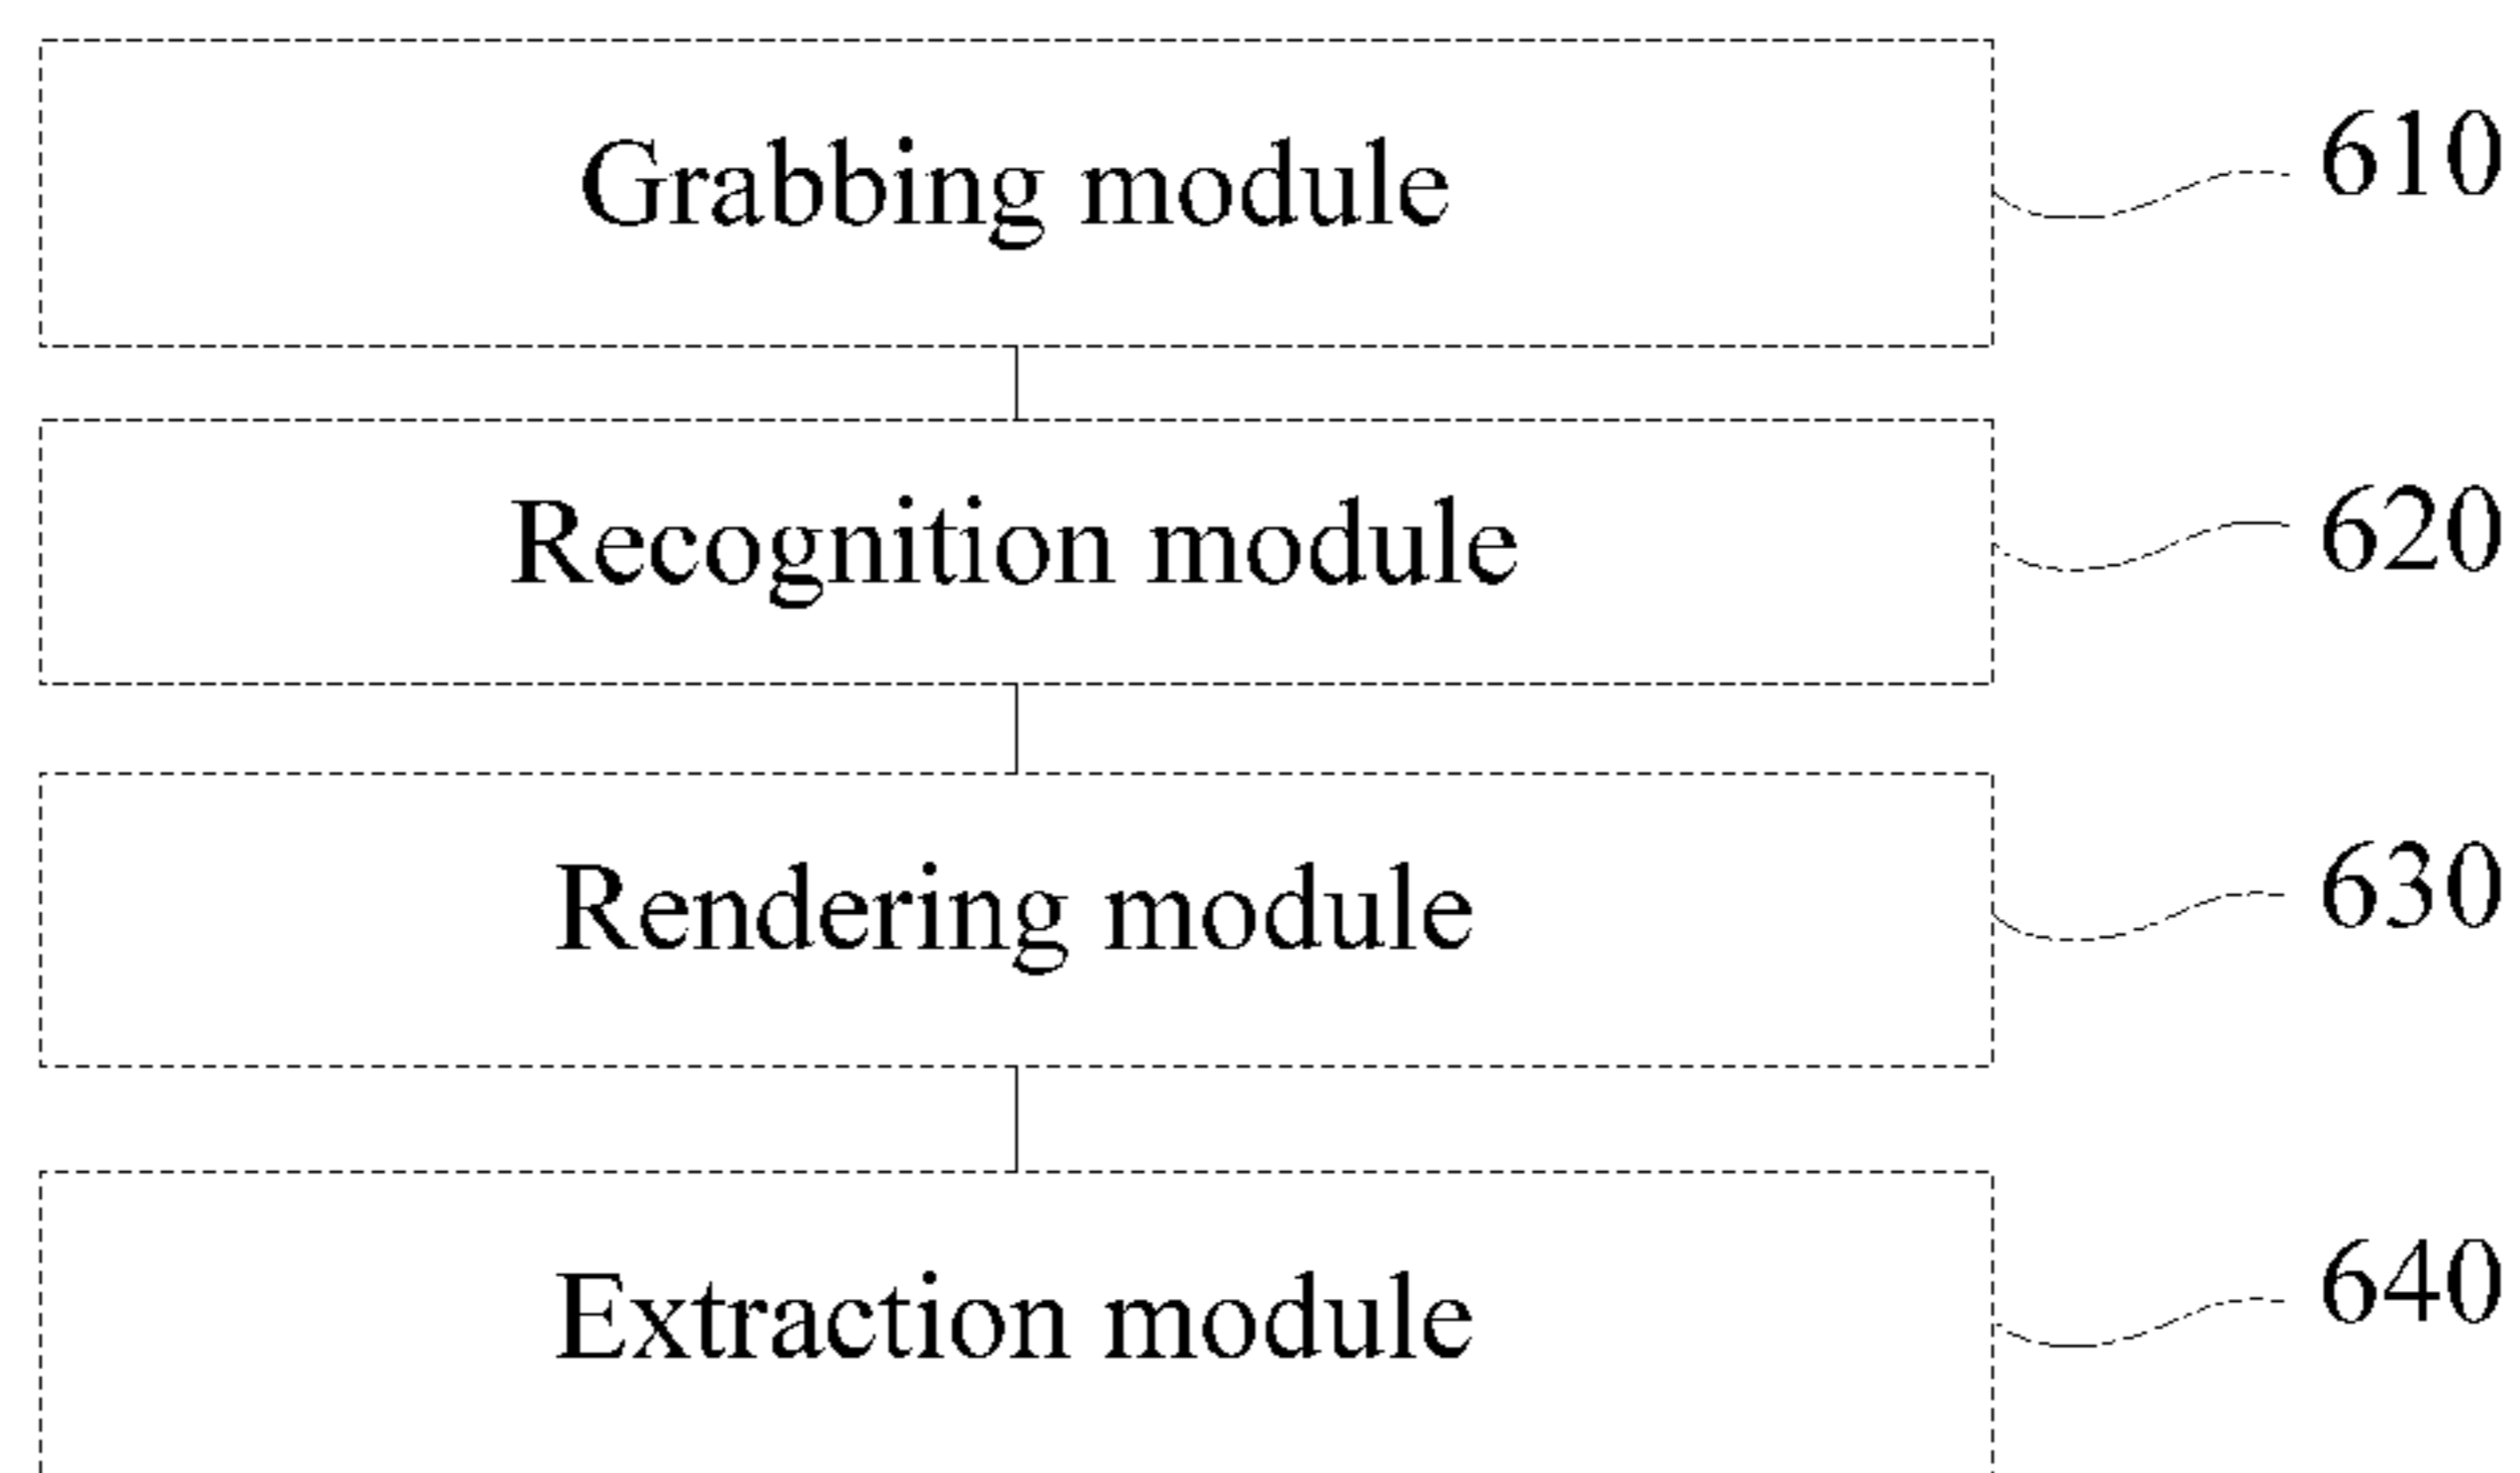 Grabbing module 610
Recognition module 620
Rendering module 630
Extraction module 640